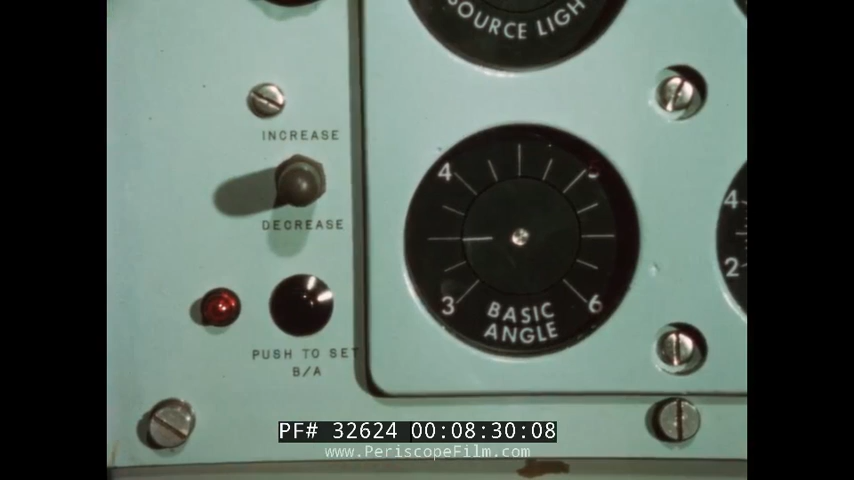 SOURCE LIGH
INCREASE
DECREASE
4
5
3
6
BASIC
ANGLE
4
2
PUSH TO SET
B/A
PF# 32624 00:08:30:08
www.PeriscopeFilm.com